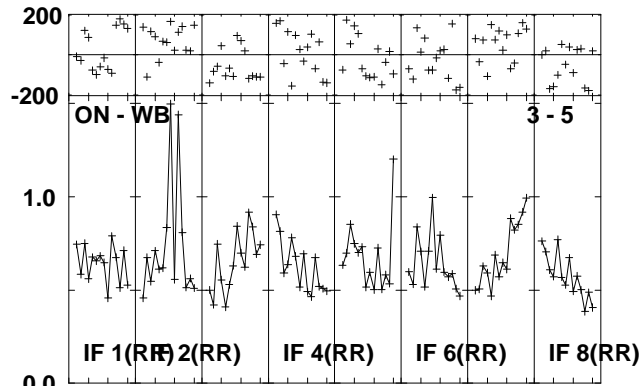 200
-200
ON - WB 3 - 5
1.0
IF 1(RR) IF 2(RR) IF 4(RR) IF 6(RR) IF 8(RR)
0.0